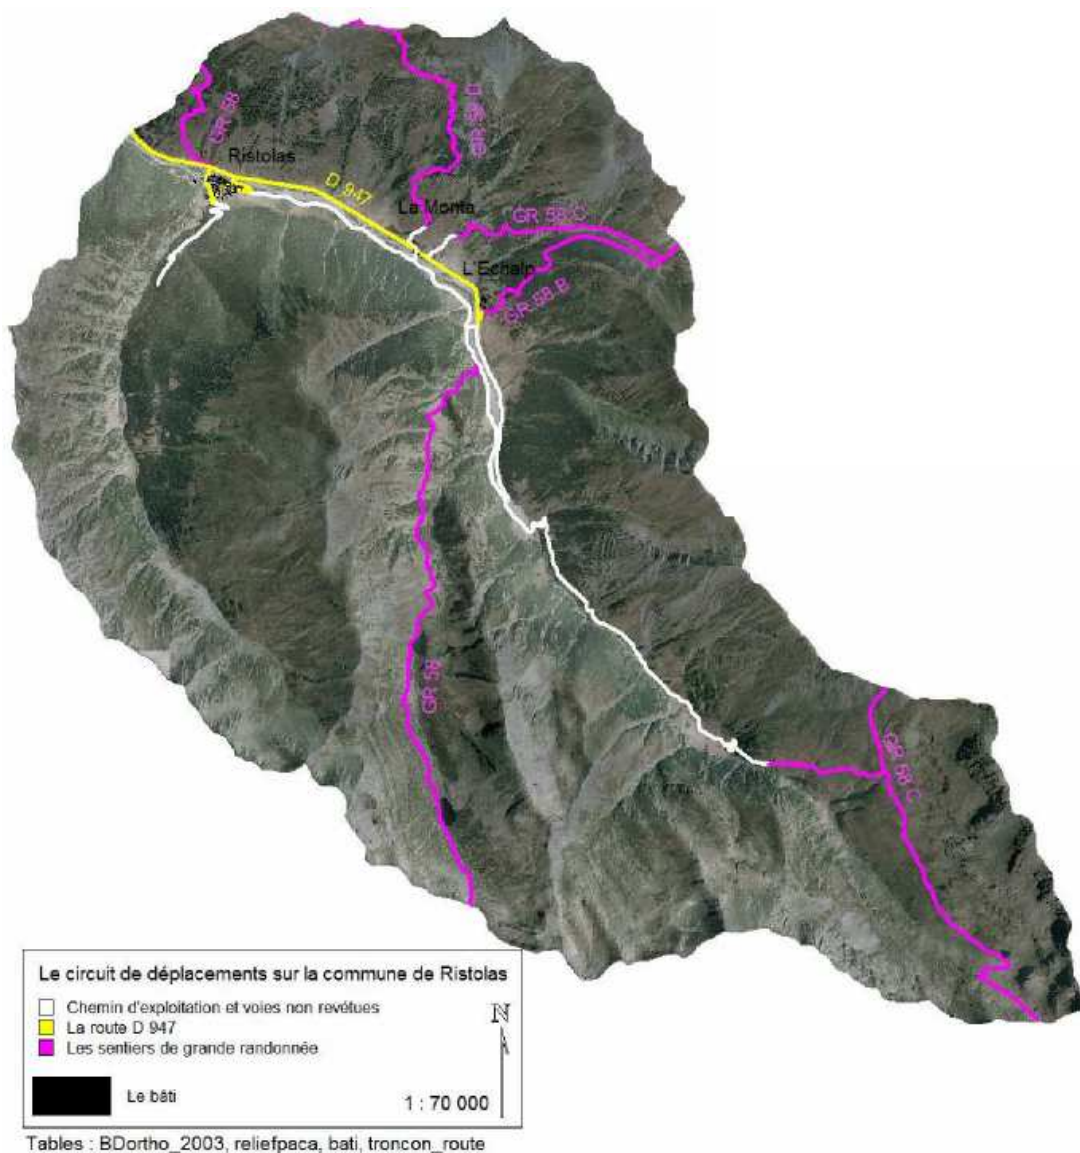 GR 58
GR 58 D
Ristolas
D 947
La Monta
GR 58 C
L'Echalp
GR 58 B
GR 58
GR 58 C
Le circuit de déplacements sur la commune de Ristolas
Chemin d'exploitation et voies non revêtues
La route D 947
Les sentiers de grande randonnée
N
Le bâti
1 : 70 000
Tables : BDortho_2003, reliefpaca, bati, troncon_route